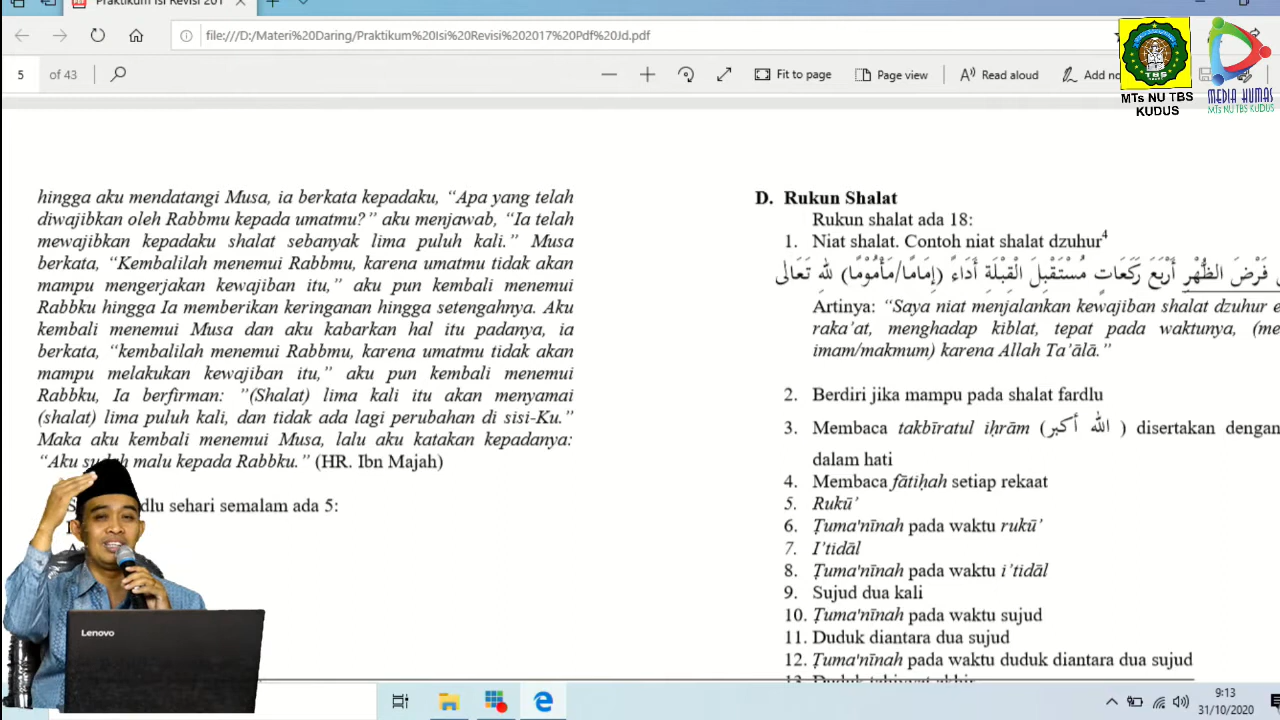 Praktikum Isi Revisi 201
file:///D:/Materi%20Daring/Praktikum%20Isi%20Revisi%202017%20Pdf%20Jd.pdf
5 of 43
Fit to page
Page view
Read aloud
TBS
MTs NU TBS
KUDUS
MEDIA HUMAS
MTs NU TBS KUDUS
hingga aku mendatangi Musa, ia berkata kepadaku, “Apa yang telah
diwajibkan oleh Rabbmu kepada umatmu?” aku menjawab, “Ia telah
mewajibkan kepadaku shalat sebanyak lima puluh kali.” Musa
berkata, “Kembalilah menemui Rabbmu, karena umatmu tidak akan
mampu mengerjakan kewajiban itu,” aku pun kembali menemui
Rabbku hingga Ia memberikan keringanan hingga setengahnya. Aku
kembali menemui Musa dan aku kabarkan hal itu padanya, ia
berkata, “kembalilah menemui Rabbmu, karena umatmu tidak akan
mampu melakukan kewajiban itu,” aku pun kembali menemui
Rabbku, Ia berfirman: ”(Shalat) lima kali itu akan menyamai
(shalat) lima puluh kali, dan tidak ada lagi perubahan di sisi-Ku.”
Maka aku kembali menemui Musa, lalu aku katakan kepadanya:
“Aku sudah malu kepada Rabbku.” (HR. Ibn Majah)
dlu sehari semalam ada 5:
D. Rukun Shalat
Rukun shalat ada 18:
1. Niat shalat. Contoh niat shalat dzuhur4
فَرْضَ الظُّهْرِ أَرْبَعَ رَكَعَاتٍ مُسْتَقْبِلَ الْقِبْلَةِ أَدَاءً (إِمَامًا/مَأْمُوْمًا) للهِ تَعَالَى
Artinya: “Saya niat menjalankan kewajiban shalat dzuhur e
raka’at, menghadap kiblat, tepat pada waktunya, (me
imam/makmum) karena Allah Ta’ālā.”
2. Berdiri jika mampu pada shalat fardlu
3. Membaca takbīratul iḥrām (الله أكبر ) disertakan dengan
dalam hati
4. Membaca fātiḥah setiap rekaat
5. Rukū’
6. Ṭuma'nīnah pada waktu rukū’
7. I’tidāl
8. Ṭuma'nīnah pada waktu i’tidāl
9. Sujud dua kali
10. Ṭuma'nīnah pada waktu sujud
11. Duduk diantara dua sujud
12. Ṭuma'nīnah pada waktu duduk diantara dua sujud
Lenovo
9:13
31/10/2020